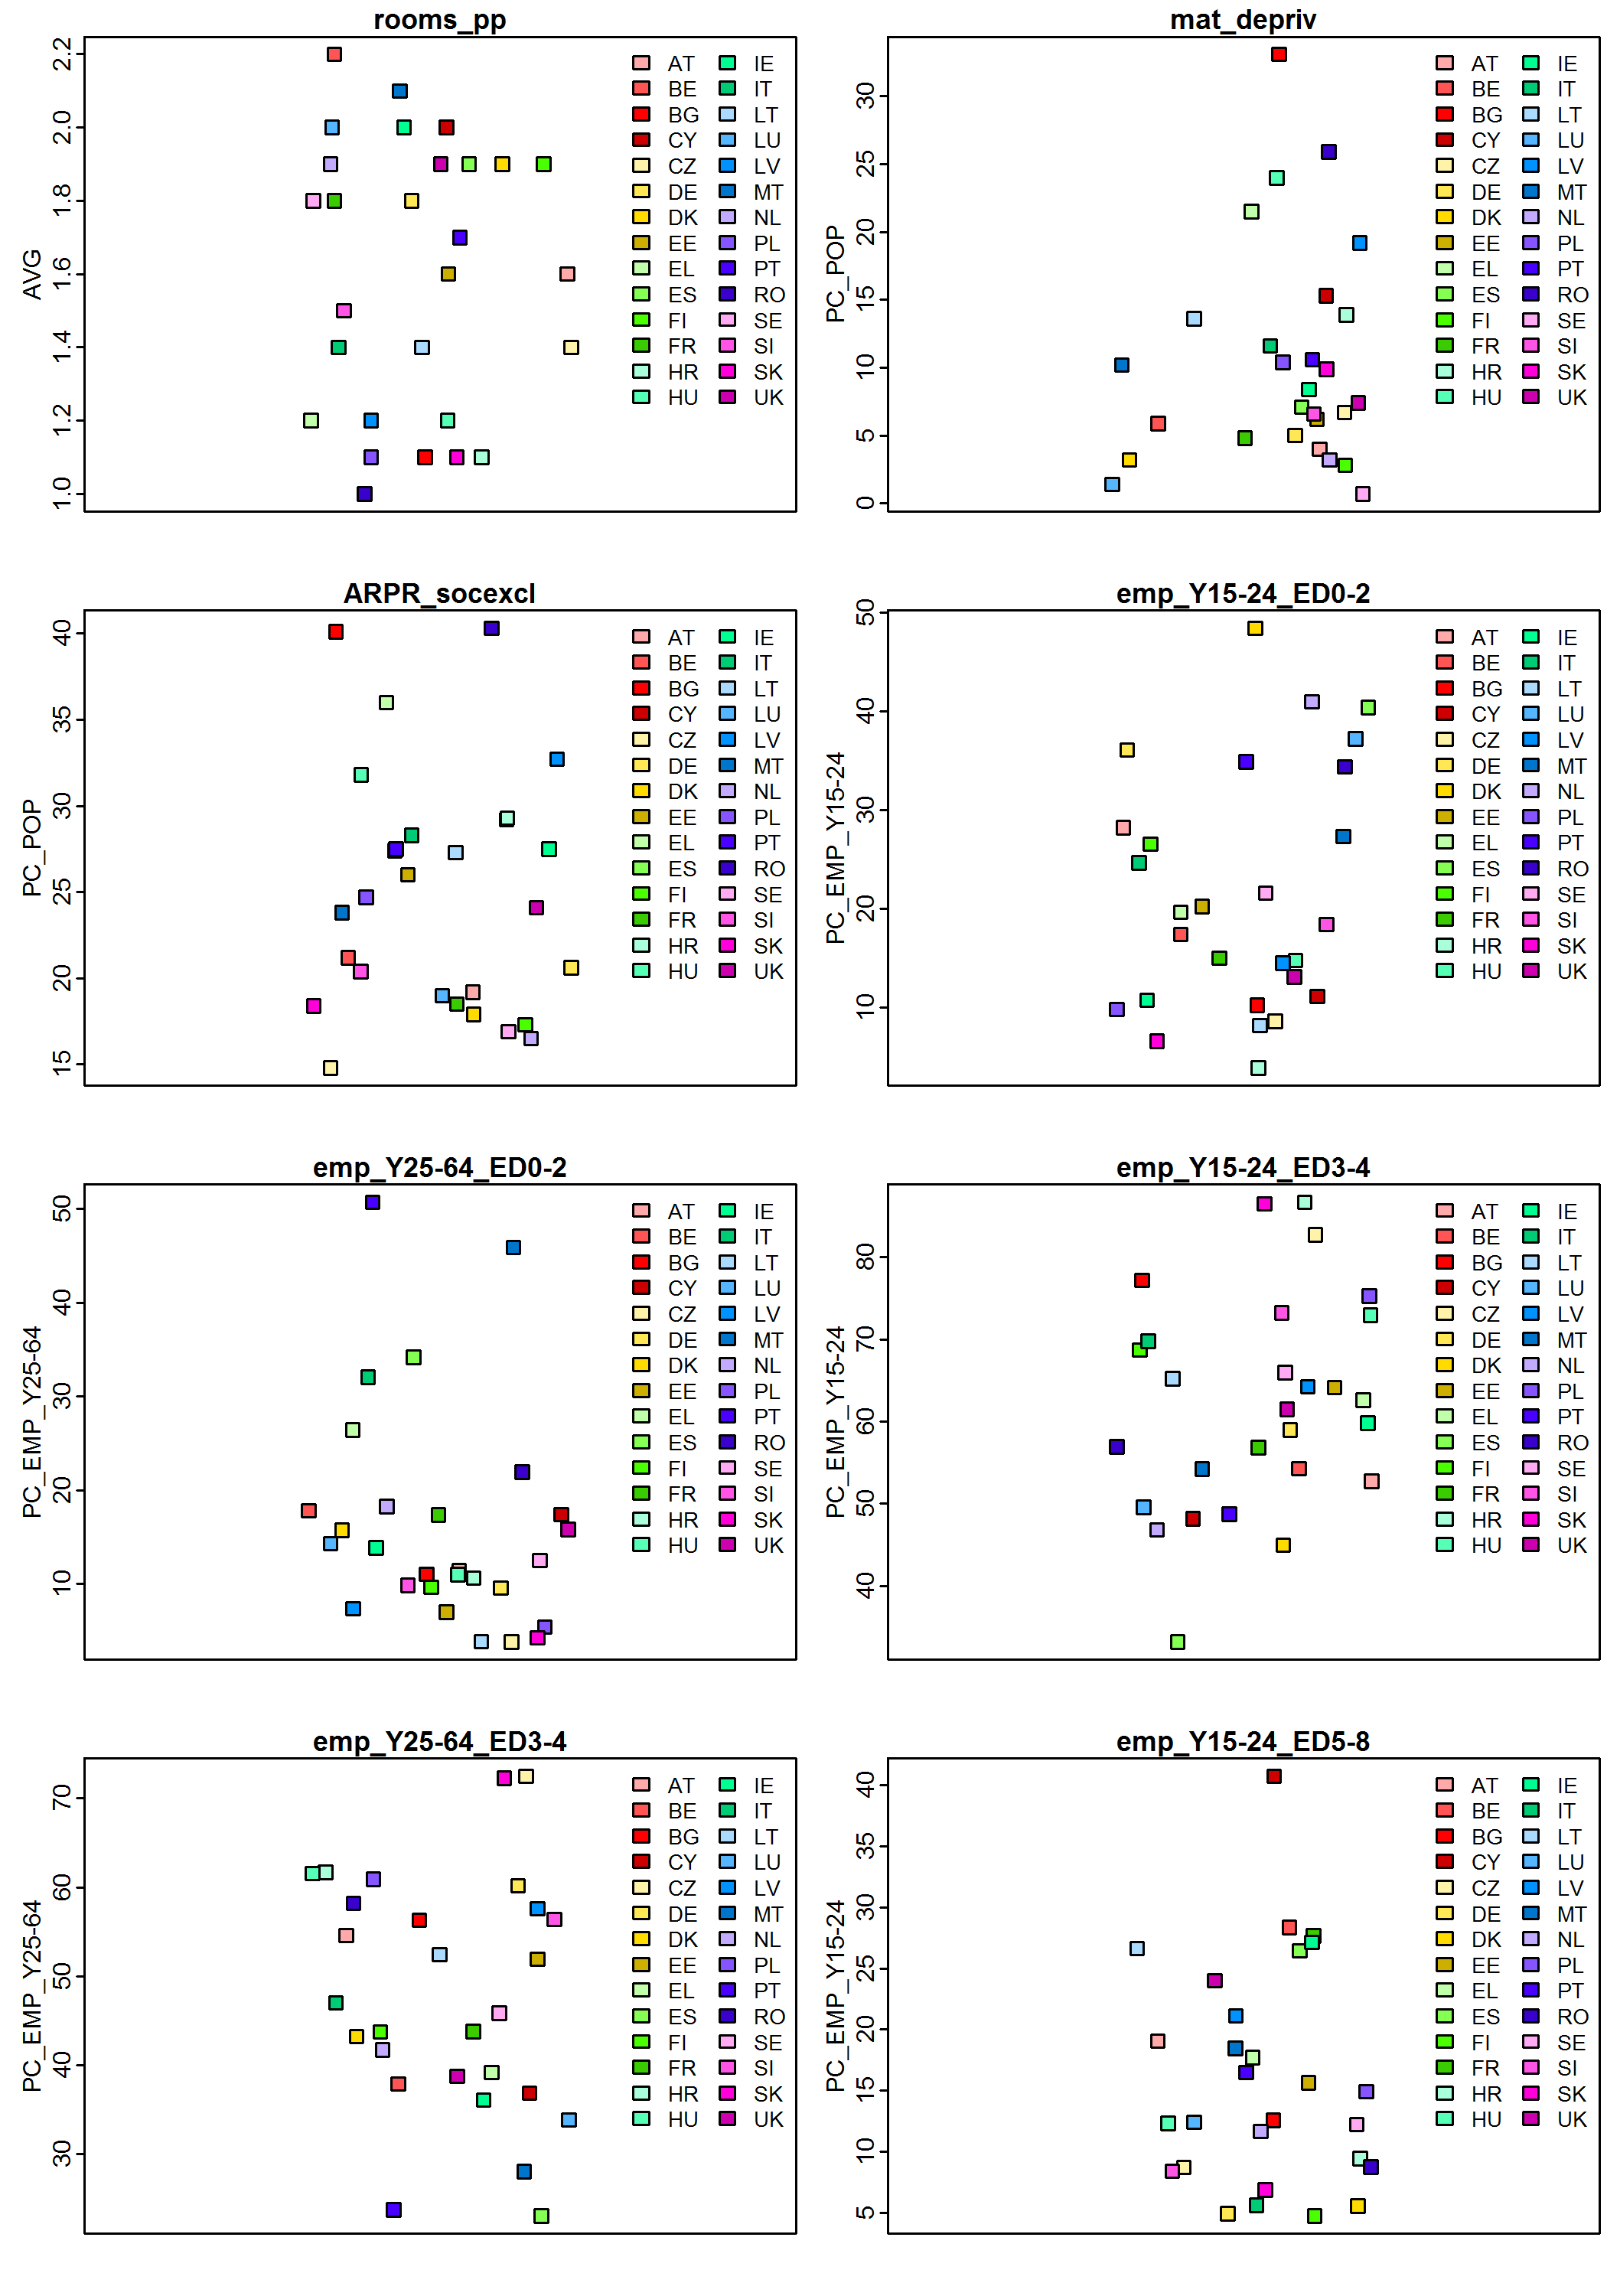 rooms_pp
AVG
1.0 1.2 1.4 1.6 1.8 2.0 2.2
AT IE
BE IT
BG LT
CY LU
CZ LV
DE MT
DK NL
EE PL
EL PT
ES RO
FI SE
FR SI
HR SK
HU UK
mat_depriv
PC_POP
0 5 10 15 20 25 30
AT IE
BE IT
BG LT
CY LU
CZ LV
DE MT
DK NL
EE PL
EL PT
ES RO
FI SE
FR SI
HR SK
HU UK
ARPR_socexcl
PC_POP
15 20 25 30 35 40
AT IE
BE IT
BG LT
CY LU
CZ LV
DE MT
DK NL
EE PL
EL PT
ES RO
FI SE
FR SI
HR SK
HU UK
emp_Y15-24_ED0-2
PC_EMP_Y15-24
10 20 30 40 50
AT IE
BE IT
BG LT
CY LU
CZ LV
DE MT
DK NL
EE PL
EL PT
ES RO
FI SE
FR SI
HR SK
HU UK
emp_Y25-64_ED0-2
PC_EMP_Y25-64
10 20 30 40 50
AT IE
BE IT
BG LT
CY LU
CZ LV
DE MT
DK NL
EE PL
EL PT
ES RO
FI SE
FR SI
HR SK
HU UK
emp_Y15-24_ED3-4
PC_EMP_Y15-24
40 50 60 70 80
AT IE
BE IT
BG LT
CY LU
CZ LV
DE MT
DK NL
EE PL
EL PT
ES RO
FI SE
FR SI
HR SK
HU UK
emp_Y25-64_ED3-4
PC_EMP_Y25-64
30 40 50 60 70
AT IE
BE IT
BG LT
CY LU
CZ LV
DE MT
DK NL
EE PL
EL PT
ES RO
FI SE
FR SI
HR SK
HU UK
emp_Y15-24_ED5-8
PC_EMP_Y15-24
5 10 15 20 25 30 35 40
AT IE
BE IT
BG LT
CY LU
CZ LV
DE MT
DK NL
EE PL
EL PT
ES RO
FI SE
FR SI
HR SK
HU UK